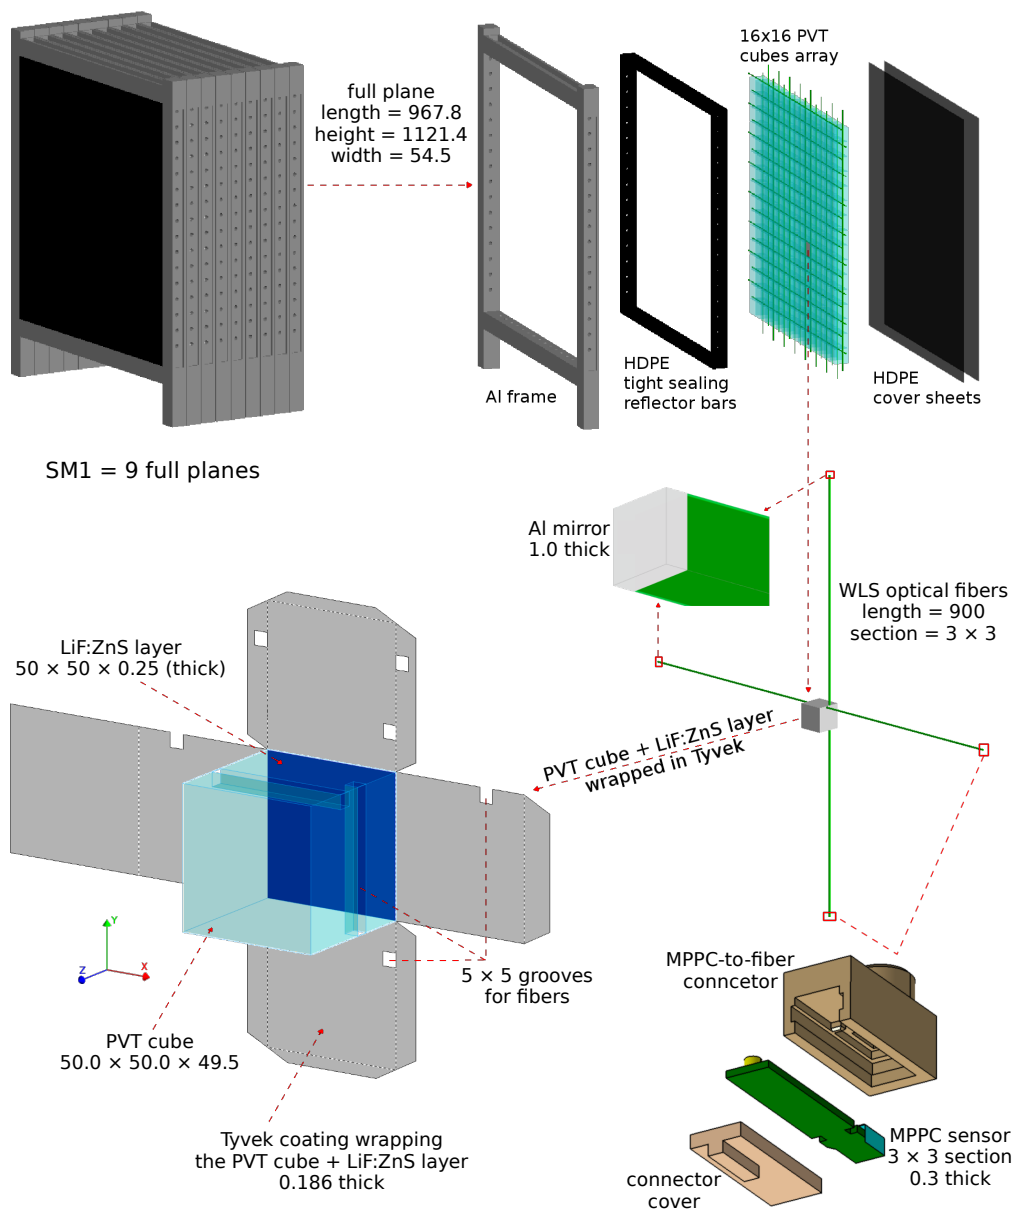 16x16 PVT
cubes array
full plane
length = 967.8
height = 1121.4
width = 54.5
Al frame
HDPE
tight sealing
reflector bars
HDPE
cover sheets
SM1 = 9 full planes
Al mirror
1.0 thick
WLS optical fibers
length = 900
section = 3 × 3
LiF:ZnS layer
50 × 50 × 0.25 (thick)
PVT cube + LiF:ZnS layer
wrapped in Tyvek
Y
X
Z
5 × 5 grooves
for fibers
PVT cube
50.0 × 50.0 × 49.5
Tyvek coating wrapping
the PVT cube + LiF:ZnS layer
0.186 thick
MPPC-to-fiber
conncetor
MPPC sensor
3 × 3 section
0.3 thick
connector
cover